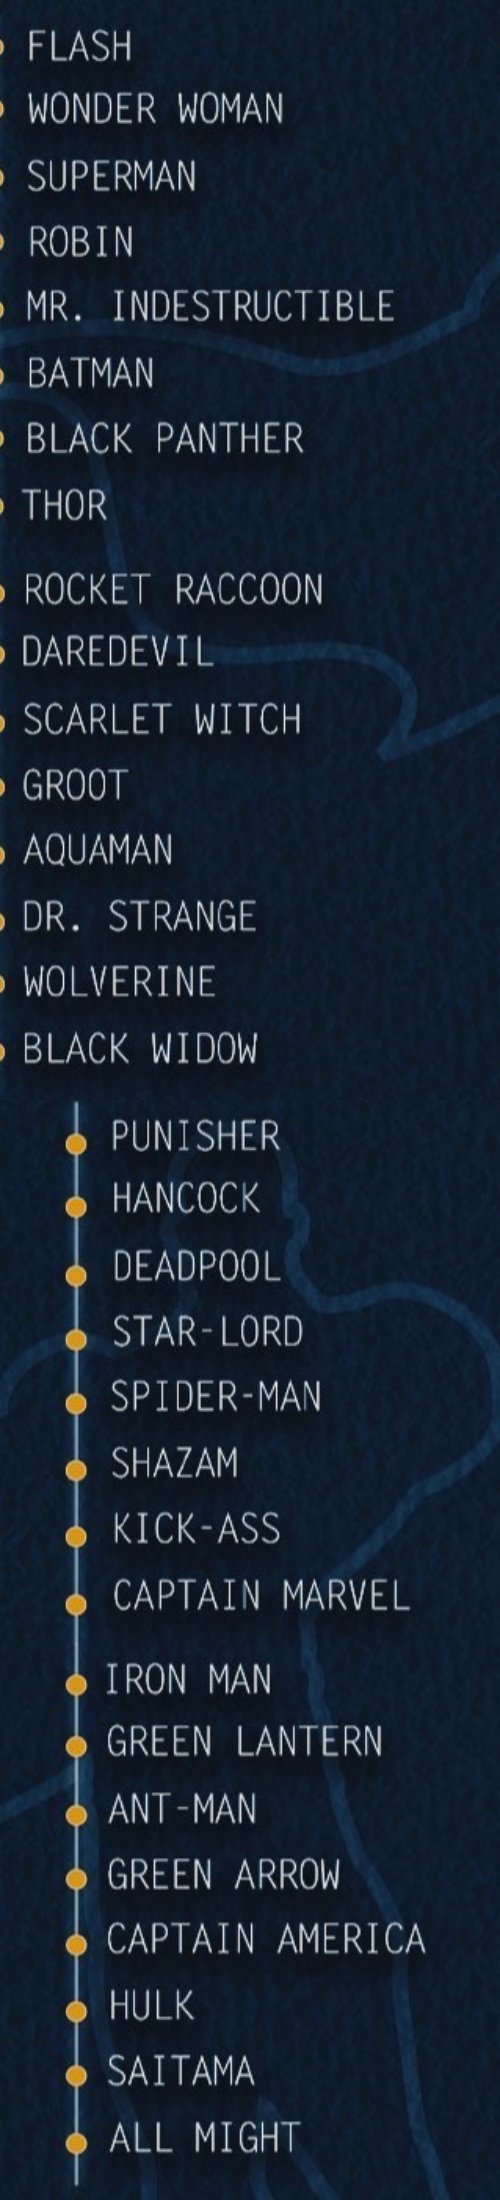 FLASH
WONDER WOMAN
SUPERMAN
ROBIN
MR. INDESTRUCTIBLE
BATMAN
BLACK PANTHER
THOR
ROCKET RACCOON
DAREDEVIL
SCARLET WITCH
GROOT
AQUAMAN
DR. STRANGE
WOLVERINE
BLACK WIDOW
PUNISHER
HANCOCK
DEADPOOL
STAR-LORD
SPIDER-MAN
SHAZAM
KICK-ASS
CAPTAIN MARVEL
IRON MAN
GREEN LANTERN
ANT-MAN
GREEN ARROW
CAPTAIN AMERICA
HULK
SAITAMA
ALL MIGHT